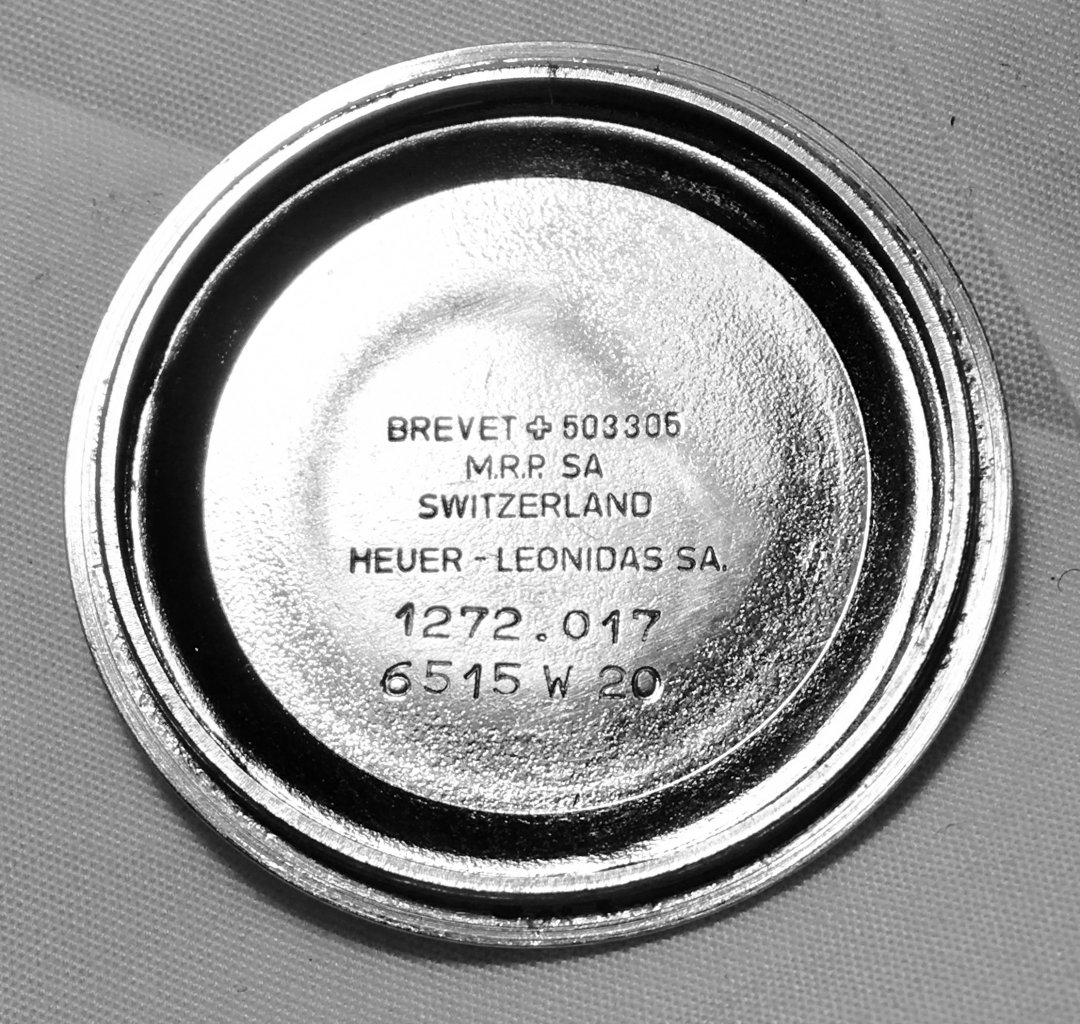 BREVET ✚ 503305
M.R.P. SA
SWITZERLAND
HEUER - LEONIDAS SA.
1272.017
6515 W 20